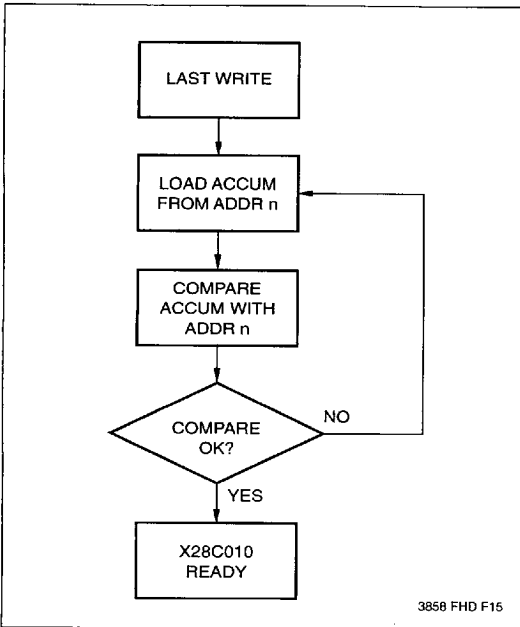 LAST WRITE
LOAD ACCUM
FROM ADDR n
COMPARE
ACCUM WITH
ADDR n
COMPARE
OK?
NO
YES
X28C010
READY
3858 FHD F15